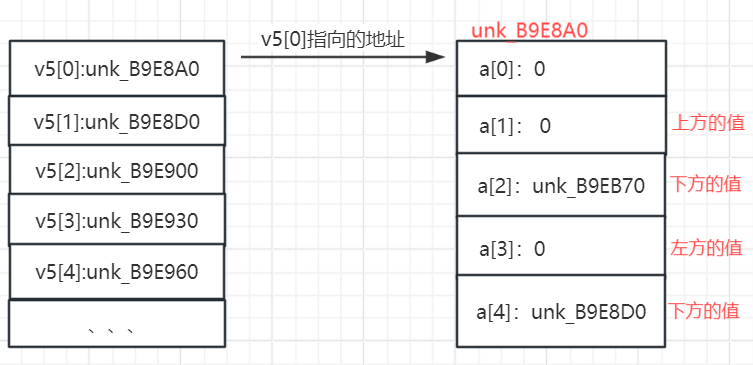 v5[0]指向的地址
unk_B9E8A0
v5[0]:unk_B9E8A0
v5[1]:unk_B9E8D0
v5[2]:unk_B9E900
v5[3]:unk_B9E930
v5[4]:unk_B9E960
、、、
a[0]：0
a[1]： 0
上方的值
a[2]：unk_B9EB70
下方的值
a[3]：0
左方的值
a[4]：unk_B9E8D0
下方的值